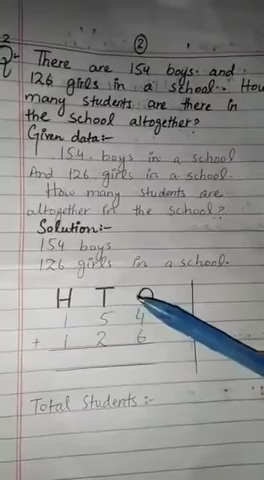 2
Q:- There are 154 boys and
126 girls in a school. How
many students are there in
the school altogether?
Given data:-
154 boys in a school
And 126 girls in a school.
How many students are
altogether in the school?
Solution:-
154 boys
126 girls in a school.
H T O
1 5 4
+ 1 2 6
Total Students:-